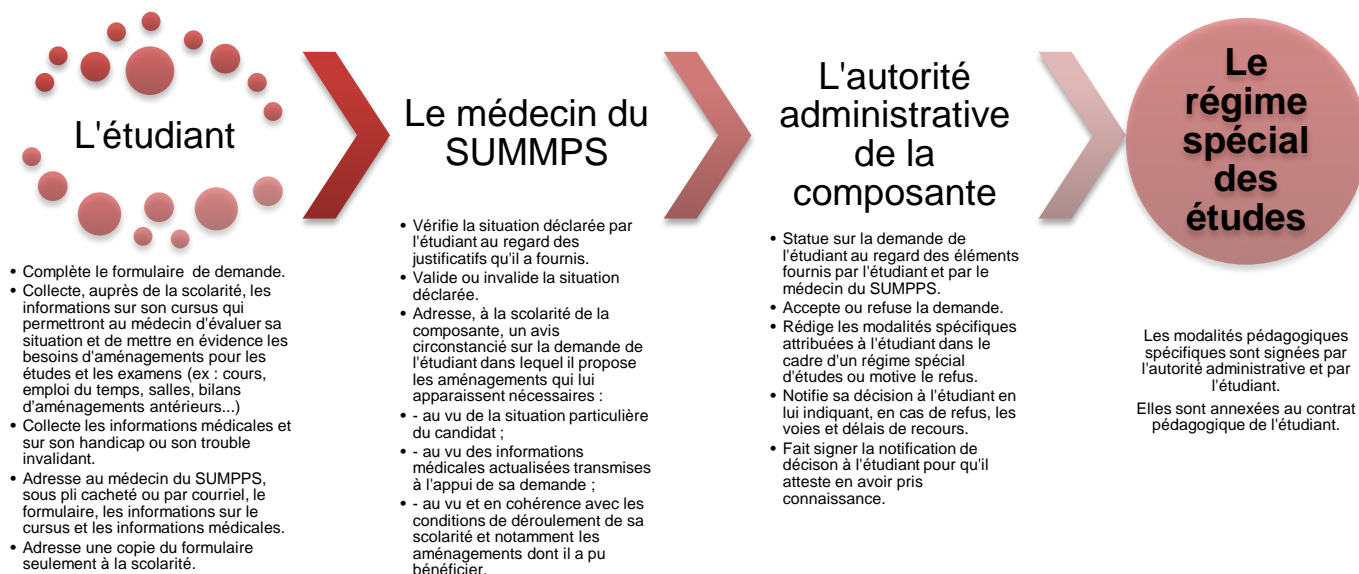 L'étudiant
• Complète le formulaire de demande.
• Collecte, auprès de la scolarité, les
informations sur son cursus qui
permettront au médecin d'évaluer sa
situation et de mettre en évidence les
besoins d'aménagements pour les
études et les examens (ex : cours,
emploi du temps, salles, bilans
d'aménagements antérieurs...)
• Collecte les informations médicales et
sur son handicap ou son trouble
invalidant.
• Adresse au médecin du SUMPPS,
sous pli cacheté ou par courriel, le
formulaire, les informations sur le
cursus et les informations médicales.
• Adresse une copie du formulaire
seulement à la scolarité.
Le médecin du
SUMMPS
• Vérifie la situation déclarée par
l'étudiant au regard des
justificatifs qu'il a fournis.
• Valide ou invalide la situation
déclarée.
• Adresse, à la scolarité de la
composante, un avis
circonstancié sur la demande de
l'étudiant dans lequel il propose
les aménagements qui lui
apparaissent nécessaires :
• - au vu de la situation particulière
du candidat ;
• - au vu des informations
médicales actualisées transmises
à l'appui de sa demande ;
• - au vu et en cohérence avec les
conditions de déroulement de sa
scolarité et notamment les
aménagements dont il a pu
bénéficier.
L'autorité
administrative
de la
composante
• Statue sur la demande de
l'étudiant au regard des éléments
fournis par l'étudiant et par le
médecin du SUMPPS.
• Accepte ou refuse la demande.
• Rédige les modalités spécifiques
attribuées à l'étudiant dans le
cadre d'un régime spécial
d'études ou motive le refus.
• Notifie sa décision à l'étudiant en
lui indiquant, en cas de refus, les
voies et délais de recours.
• Fait signer la notification de
décison à l'étudiant pour qu'il
atteste en avoir pris
connaissance.
Le
régime
spécial
des
études
Les modalités pédagogiques
spécifiques sont signées par
l'autorité administrative et par
l'étudiant.
Elles sont annexées au contrat
pédagogique de l'étudiant.